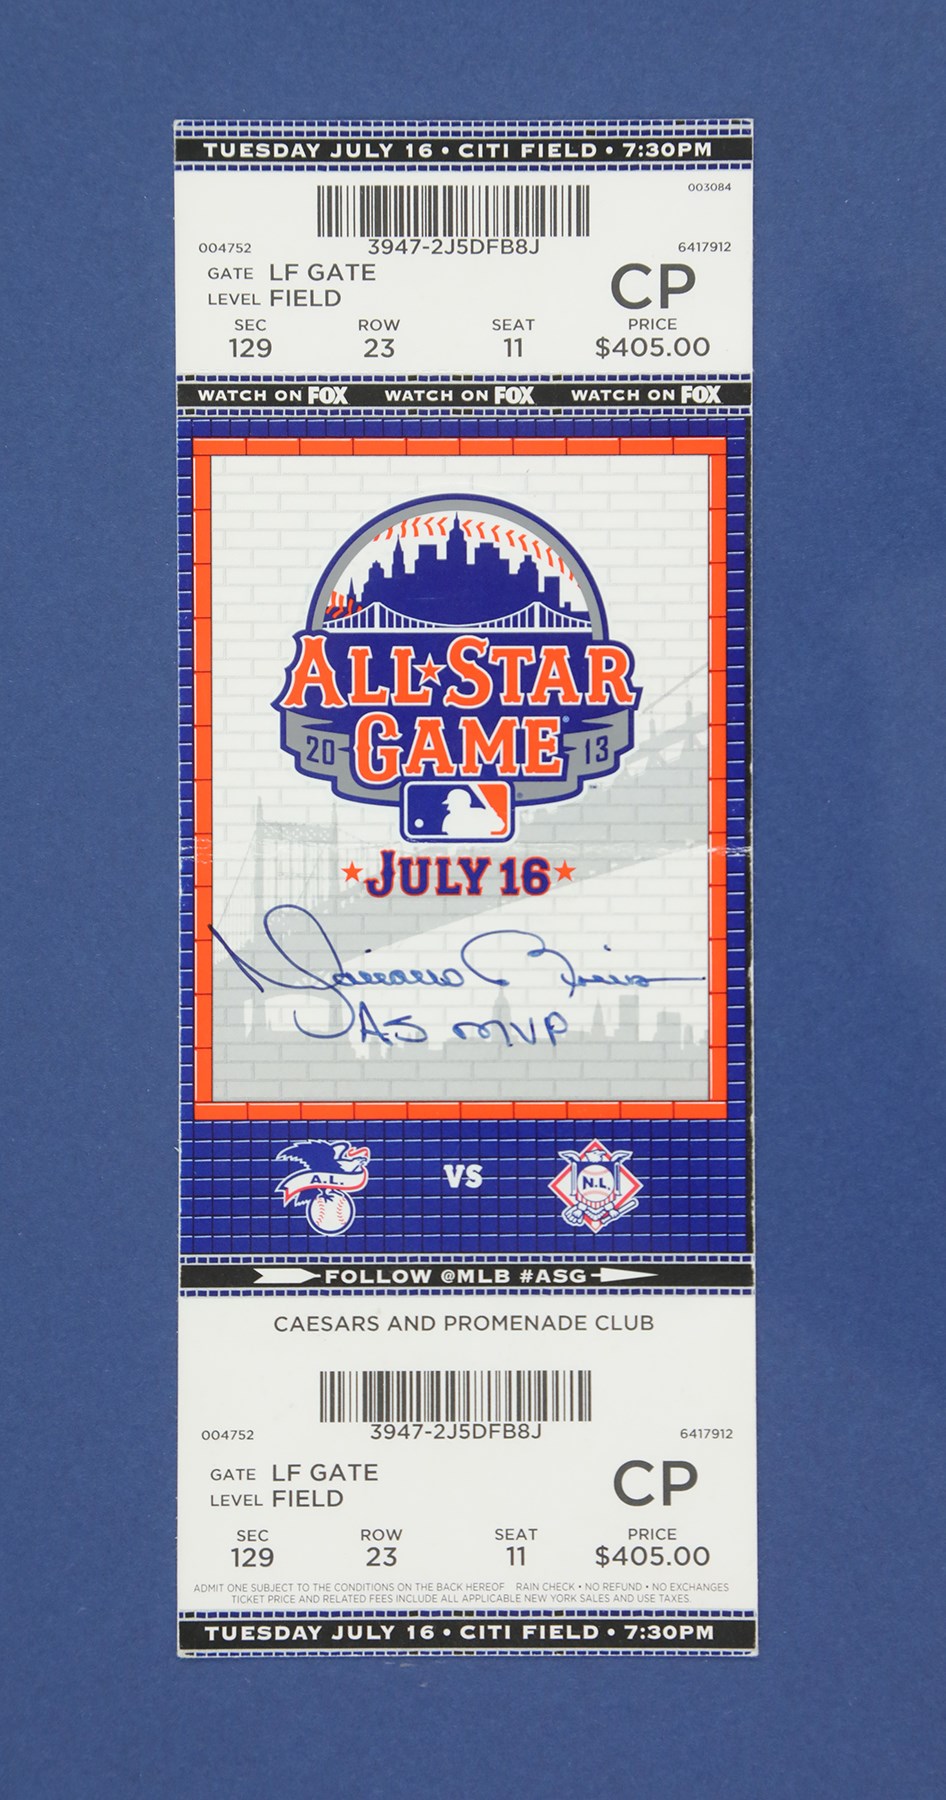 TUESDAY JULY 16 • CITI FIELD • 7:30PM
003084
004752 3947-2J5DFB8J 6417912
GATE LF GATE CP
LEVEL FIELD
SEC ROW SEAT PRICE
129 23 11 $405.00
WATCH ON FOX WATCH ON FOX WATCH ON FOX
ALL★STAR
20 GAME 13
★JULY 16★
Mariano Rivera
AS MVP
A.L. VS N.L.
FOLLOW @MLB #ASG
CAESARS AND PROMENADE CLUB
004752 3947-2J5DFB8J 6417912
GATE LF GATE CP
LEVEL FIELD
SEC ROW SEAT PRICE
129 23 11 $405.00
ADMIT ONE SUBJECT TO THE CONDITIONS ON THE BACK HEREOF RAIN CHECK • NO REFUND • NO EXCHANGES
TICKET PRICE AND RELATED FEES INCLUDE ALL APPLICABLE NEW YORK SALES AND USE TAXES.
TUESDAY JULY 16 • CITI FIELD • 7:30PM